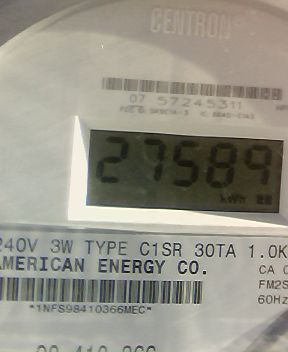 CENTRON®
07 57245311
27589
kWh
240V 3W TYPE C1SR 30TA 1.0K
AMERICAN ENERGY CO.
CA 0
FM2S
60Hz
*1NFS98410366MEC*